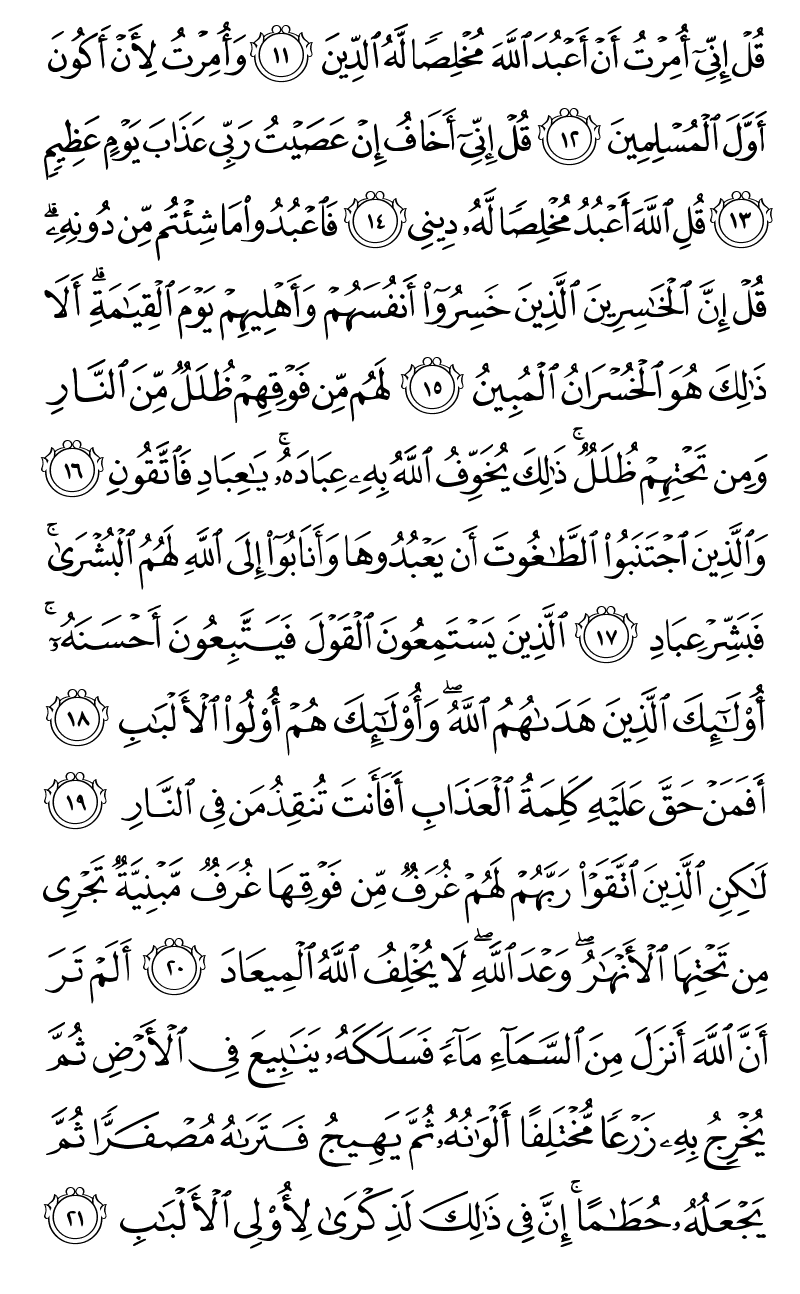 قُلۡ إِنِّيٓ أُمِرۡتُ أَنۡ أَعۡبُدَ ٱللَّهَ مُخۡلِصٗا لَّهُ ٱلدِّينَ ١١ وَأُمِرۡتُ لِأَنۡ أَكُونَ
أَوَّلَ ٱلۡمُسۡلِمِينَ ١٢ قُلۡ إِنِّيٓ أَخَافُ إِنۡ عَصَيۡتُ رَبِّي عَذَابَ يَوۡمٍ عَظِيمٖ
١٣ قُلِ ٱللَّهَ أَعۡبُدُ مُخۡلِصٗا لَّهُۥ دِينِي ١٤ فَٱعۡبُدُواْ مَا شِئۡتُم مِّن دُونِهِۦۗ
قُلۡ إِنَّ ٱلۡخَٰسِرِينَ ٱلَّذِينَ خَسِرُوٓاْ أَنفُسَهُمۡ وَأَهۡلِيهِمۡ يَوۡمَ ٱلۡقِيَٰمَةِۗ أَلَا
ذَٰلِكَ هُوَ ٱلۡخُسۡرَانُ ٱلۡمُبِينُ ١٥ لَهُم مِّن فَوۡقِهِمۡ ظُلَلٞ مِّنَ ٱلنَّارِ
وَمِن تَحۡتِهِمۡ ظُلَلٞۚ ذَٰلِكَ يُخَوِّفُ ٱللَّهُ بِهِۦ عِبَادَهُۥۚ يَٰعِبَادِ فَٱتَّقُونِ ١٦
وَٱلَّذِينَ ٱجۡتَنَبُواْ ٱلطَّٰغُوتَ أَن يَعۡبُدُوهَا وَأَنَابُوٓاْ إِلَى ٱللَّهِ لَهُمُ ٱلۡبُشۡرَىٰۚ
فَبَشِّرۡ عِبَادِ ١٧ ٱلَّذِينَ يَسۡتَمِعُونَ ٱلۡقَوۡلَ فَيَتَّبِعُونَ أَحۡسَنَهُۥٓۚ
أُوْلَٰٓئِكَ ٱلَّذِينَ هَدَىٰهُمُ ٱللَّهُۖ وَأُوْلَٰٓئِكَ هُمۡ أُوْلُواْ ٱلۡأَلۡبَٰبِ ١٨
أَفَمَنۡ حَقَّ عَلَيۡهِ كَلِمَةُ ٱلۡعَذَابِ أَفَأَنتَ تُنقِذُ مَن فِي ٱلنَّارِ ١٩
لَٰكِنِ ٱلَّذِينَ ٱتَّقَوۡاْ رَبَّهُمۡ لَهُمۡ غُرَفٞ مِّن فَوۡقِهَا غُرَفٞ مَّبۡنِيَّةٞ تَجۡرِي
مِن تَحۡتِهَا ٱلۡأَنۡهَٰرُۖ وَعۡدَ ٱللَّهِۖ لَا يُخۡلِفُ ٱللَّهُ ٱلۡمِيعَادَ ٢٠ أَلَمۡ تَرَ
أَنَّ ٱللَّهَ أَنزَلَ مِنَ ٱلسَّمَآءِ مَآءٗ فَسَلَكَهُۥ يَنَٰبِيعَ فِي ٱلۡأَرۡضِ ثُمَّ
يُخۡرِجُ بِهِۦ زَرۡعٗا مُّخۡتَلِفًا أَلۡوَٰنُهُۥ ثُمَّ يَهِيجُ فَتَرَىٰهُ مُصۡفَرّٗا ثُمَّ
يَجۡعَلُهُۥ حُطَٰمًاۚ إِنَّ فِي ذَٰلِكَ لَذِكۡرَىٰ لِأُوْلِي ٱلۡأَلۡبَٰبِ ٢١